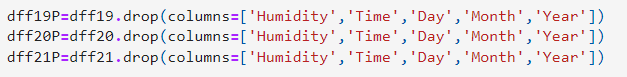 dff19P=dff19.drop(columns=['Humidity','Time','Day','Month','Year'])
dff20P=dff20.drop(columns=['Humidity','Time','Day','Month','Year'])
dff21P=dff21.drop(columns=['Humidity','Time','Day','Month','Year'])